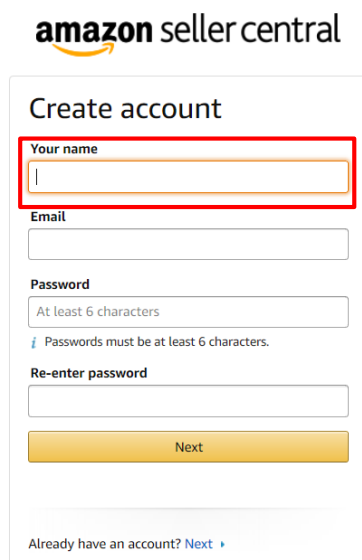 amazon seller central
Create account
Your name
Email
Password
At least 6 characters
i Passwords must be at least 6 characters.
Re-enter password
Next
Already have an account? Next